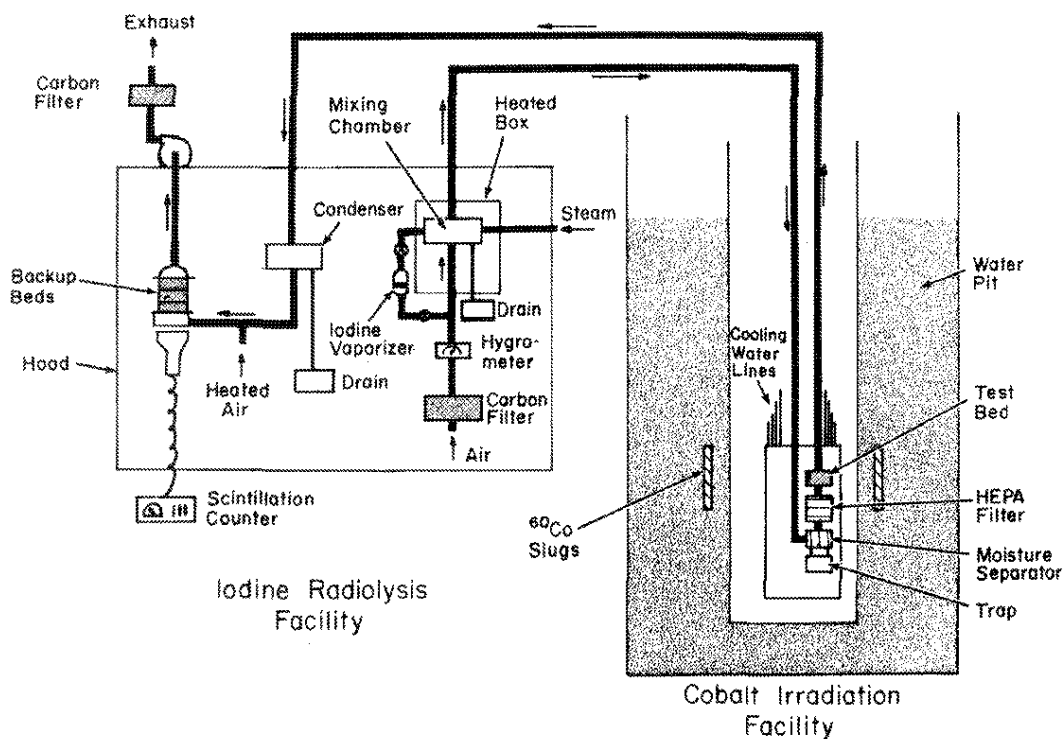 Exhaust
Carbon
Filter
Mixing
Chamber
Heated
Box
Condenser
Steam
Backup
Beds
Iodine
Vaporizer
Drain
Hygro-
meter
Hood
Heated
Air
Drain
Carbon
Filter
Air
Scintillation
Counter
Iodine Radiolysis
Facility
Water
Pit
Cooling
Water
Lines
Test
Bed
HEPA
Filter
60Co
Slugs
Moisture
Separator
Trap
Cobalt Irradiation
Facility